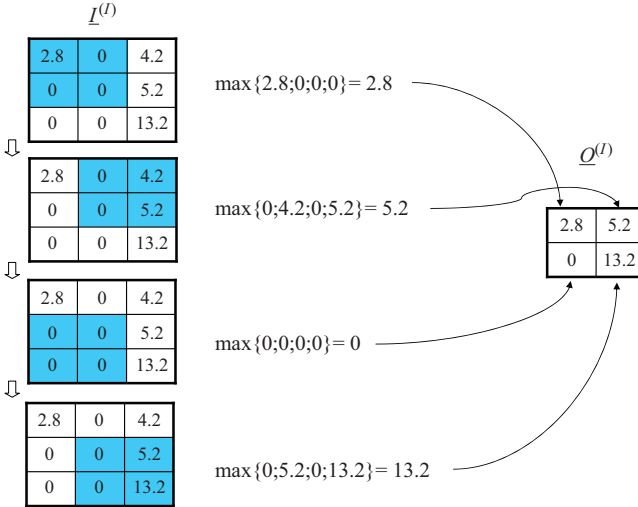 I^(I)
2.8 0 4.2
0 0 5.2
0 0 13.2
max{2.8;0;0;0}= 2.8
O^(I)
2.8 0 4.2
0 0 5.2
0 0 13.2
max{0;4.2;0;5.2}= 5.2
2.8 5.2
0 13.2
2.8 0 4.2
0 0 5.2
0 0 13.2
max{0;0;0;0}= 0
2.8 0 4.2
0 0 5.2
0 0 13.2
max{0;5.2;0;13.2}= 13.2